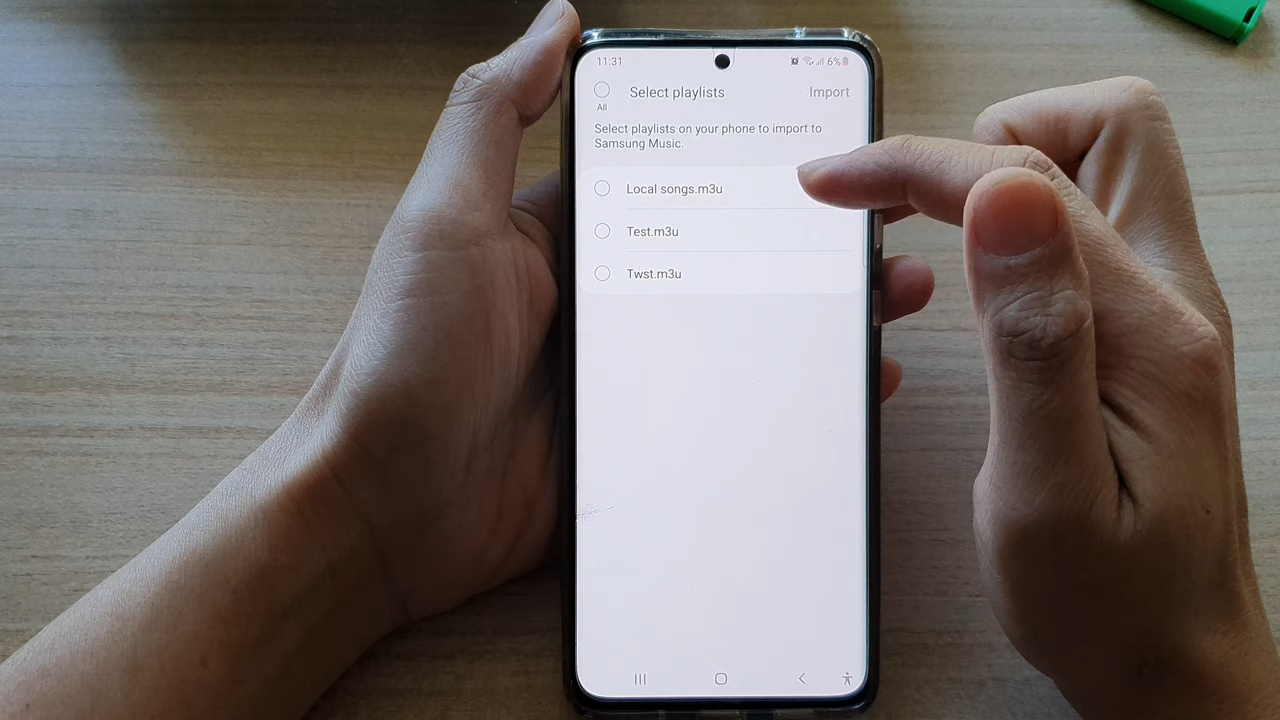 11:31
6%
Select playlists
Import
All
Select playlists on your phone to import to
Samsung Music.
Local songs.m3u
Test.m3u
Twst.m3u